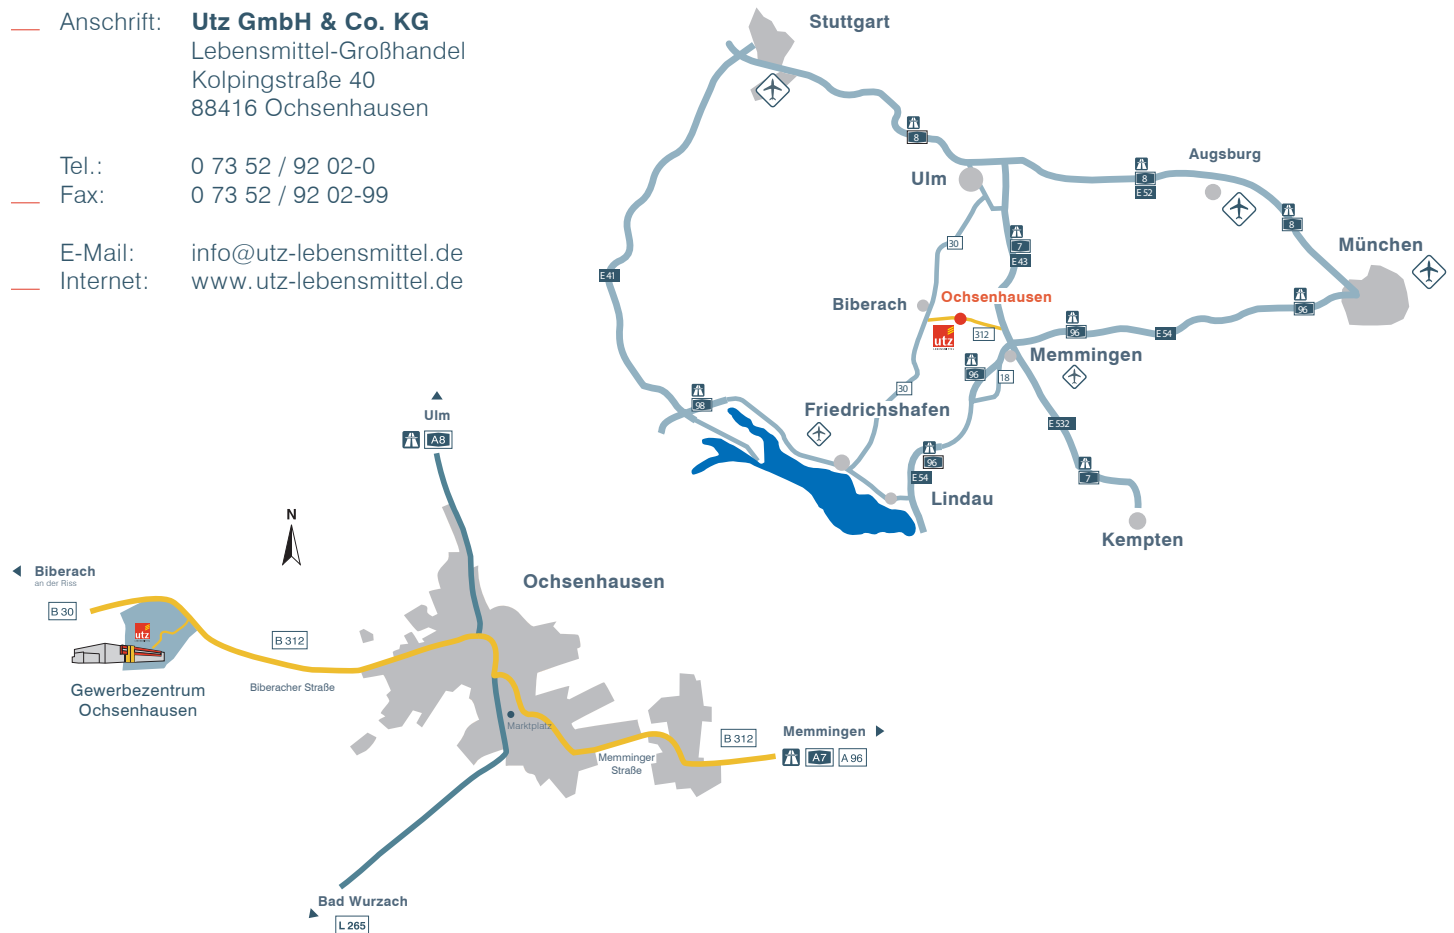 Anschrift: Utz GmbH & Co. KG
Lebensmittel-Großhandel
Kolpingstraße 40
88416 Ochsenhausen
Tel.: 0 73 52 / 92 02-0
Fax: 0 73 52 / 92 02-99
E-Mail: info@utz-lebensmittel.de
Internet: www.utz-lebensmittel.de
Stuttgart
8
Augsburg
Ulm
8
E 52
8
30
7
E 43
München
E 41
Biberach
Ochsenhausen
96
utz
312
96
E 54
Memmingen
96
18
30
98
Friedrichshafen
E 532
96
7
E 54
Lindau
Kempten
Ulm
A8
N
Biberach
an der Riss
Ochsenhausen
B 30
utz
B 312
Gewerbezentrum
Ochsenhausen
Biberacher Straße
Marktplatz
Memminger
Straße
B 312
Memmingen
A7
A 96
Bad Wurzach
L 265